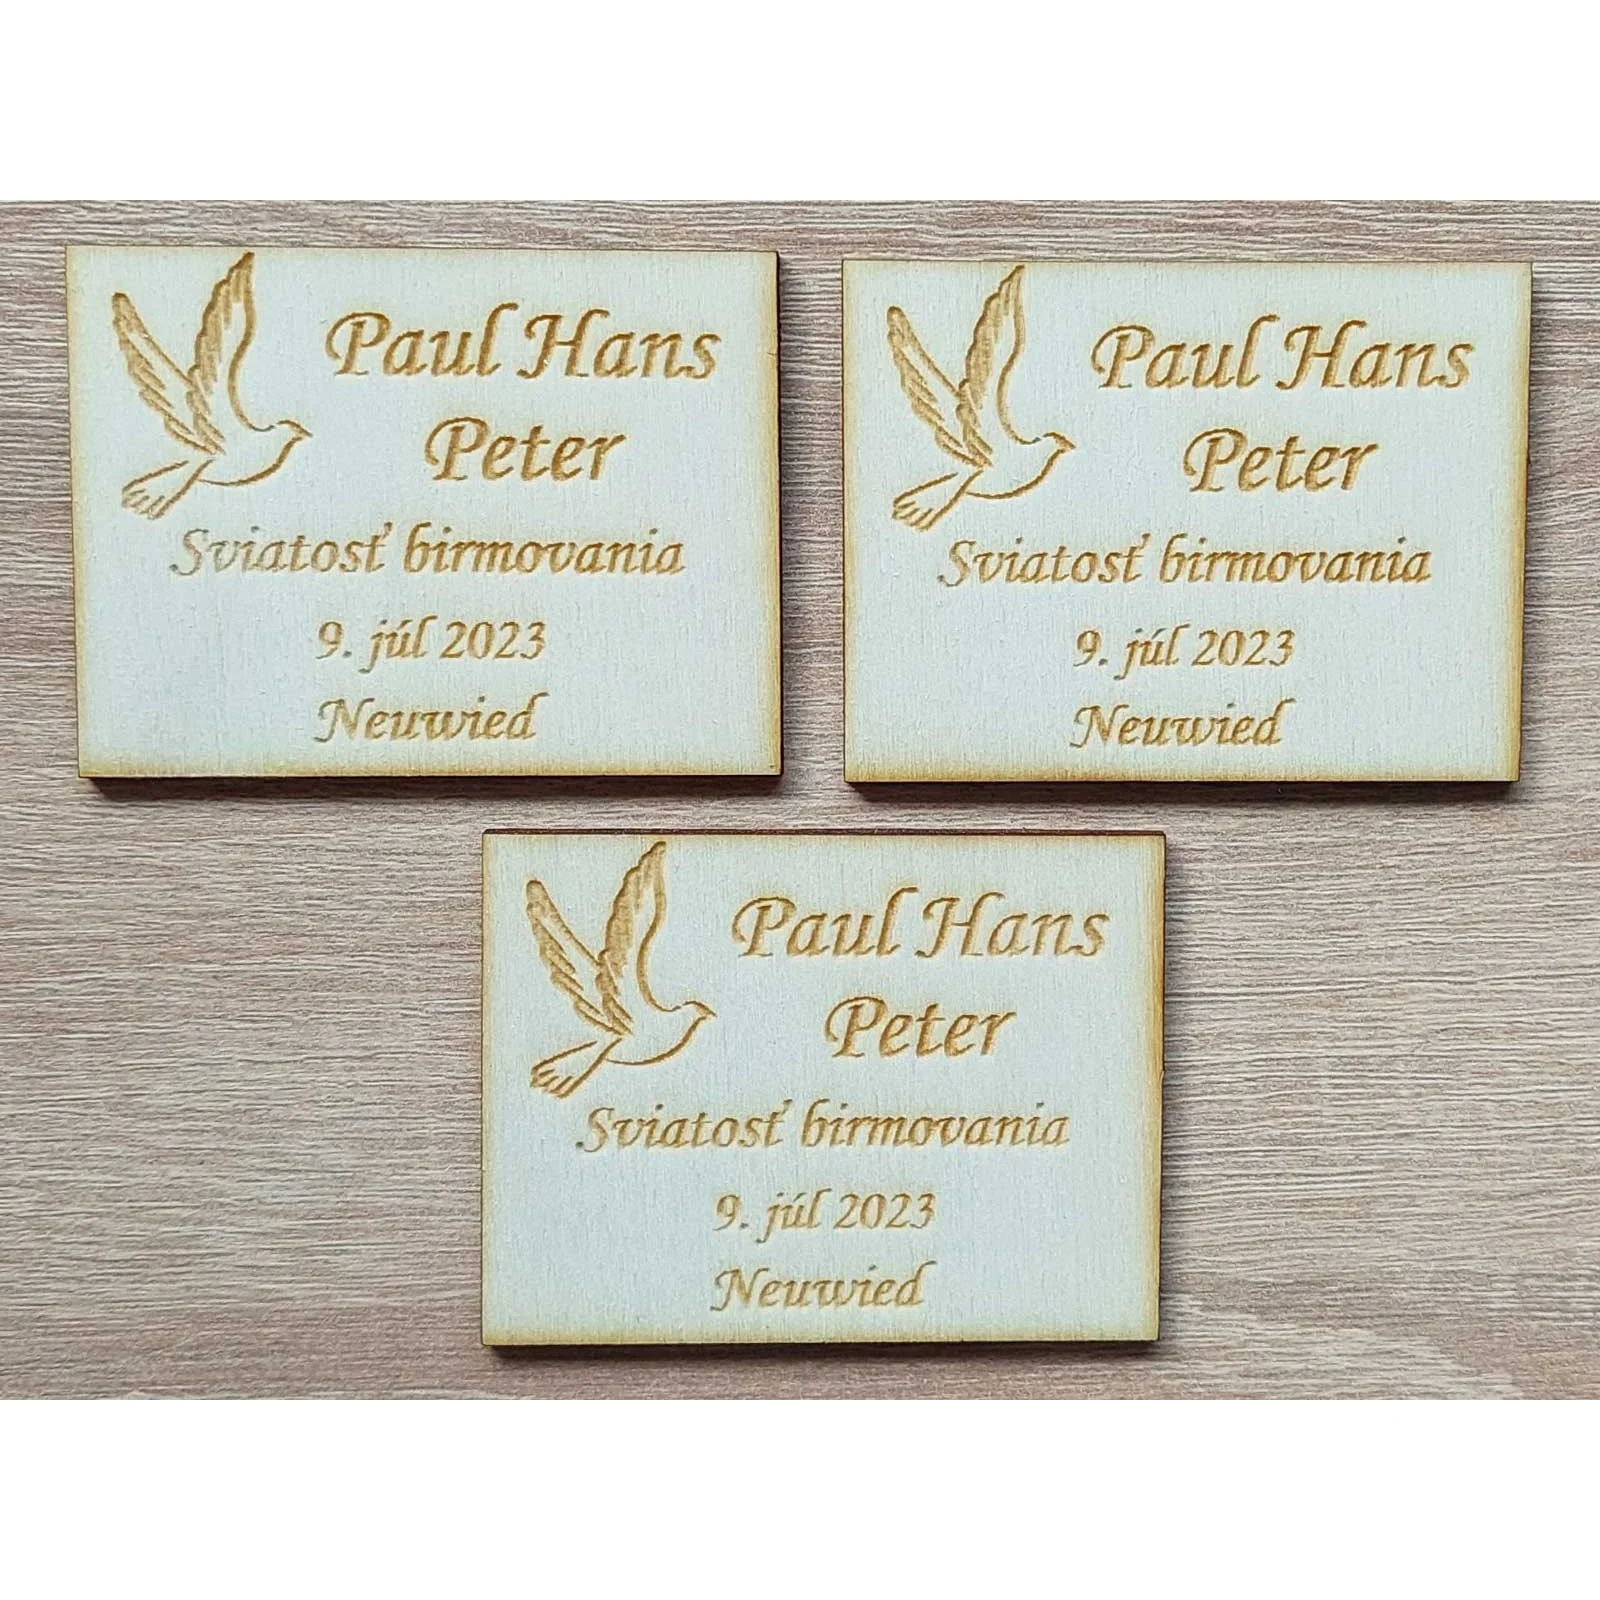 Paul Hans
Peter
Sviatosť birmovania
9. júl 2023
Neuwied
Paul Hans
Peter
Sviatosť birmovania
9. júl 2023
Neuwied
Paul Hans
Peter
Sviatosť birmovania
9. júl 2023
Neuwied